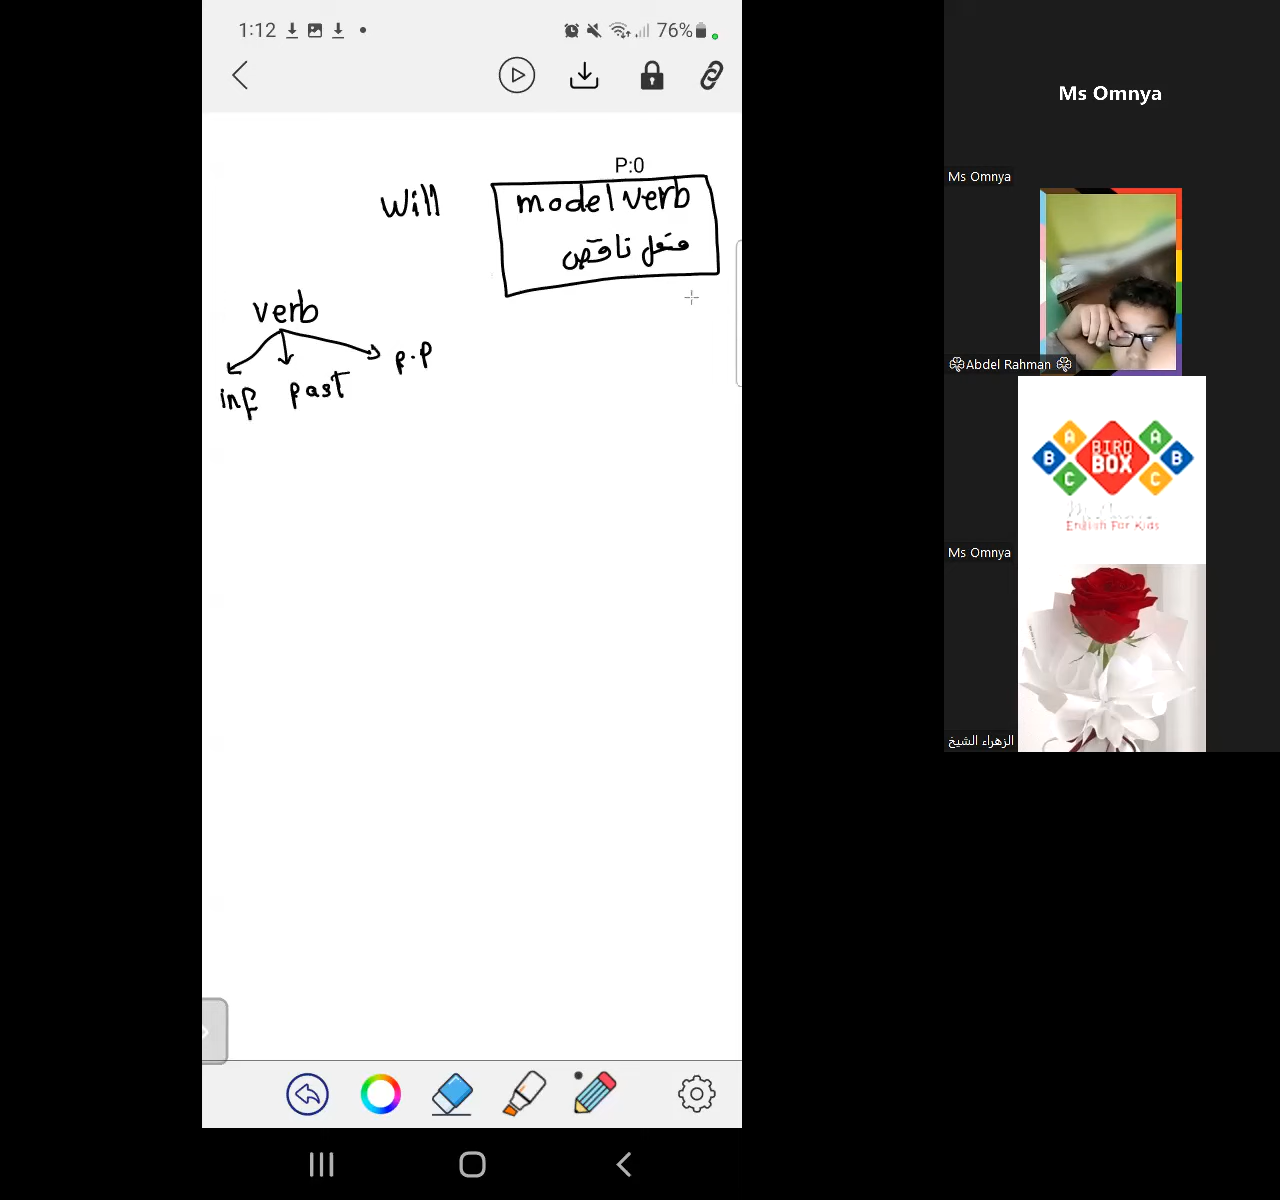 1:12
76%
P:0
Will
model verb
فعل ناقص
verb
inf past p.p
Ms Omnya
Ms Omnya
Abdel Rahman
A A
B BIRD BOX B
C C
English For Kids
Ms Omnya
الزهراء الشيخ